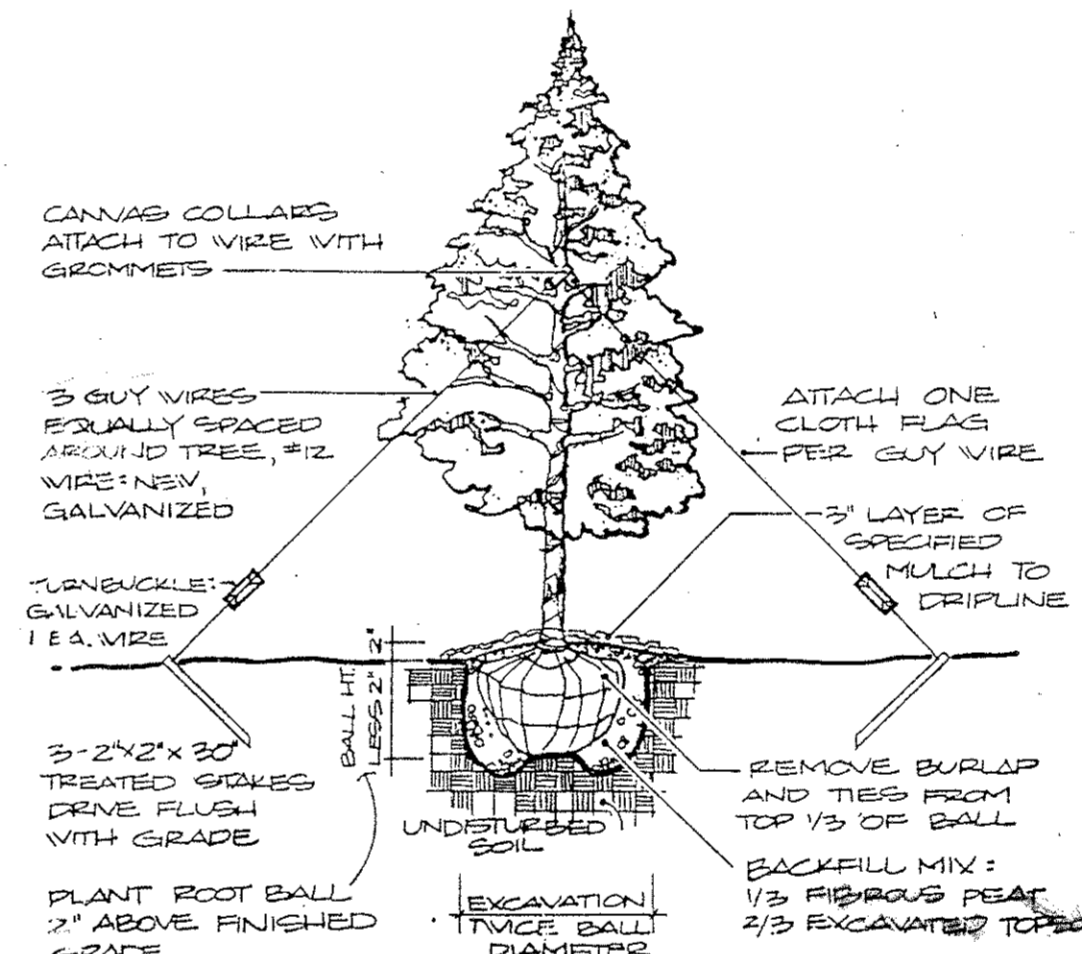 CANVAS COLLARS
ATTACH TO WIRE WITH
GROMMETS
3 GUY WIRES
EQUALLY SPACED
AROUND TREE, #12
WIRE: NEW,
GALVANIZED
ATTACH ONE
CLOTH FLAG
PER GUY WIRE
3" LAYER OF
SPECIFIED
MULCH TO
DRIPLINE
TURNBUCKLE:
GALVANIZED
1 EA. WIRE
2"
BALL HT.
LESS 2"
3-2"X2"X 30"
TREATED STAKES
DRIVE FLUSH
WITH GRADE
UNDISTURBED
SOIL
REMOVE BURLAP
AND TIES FROM
TOP 1/3 OF BALL
PLANT ROOT BALL
2" ABOVE FINISHED
GRADE
EXCAVATION
TWICE BALL
DIAMETER
BACKFILL MIX:
1/3 FIBROUS PEAT
2/3 EXCAVATED